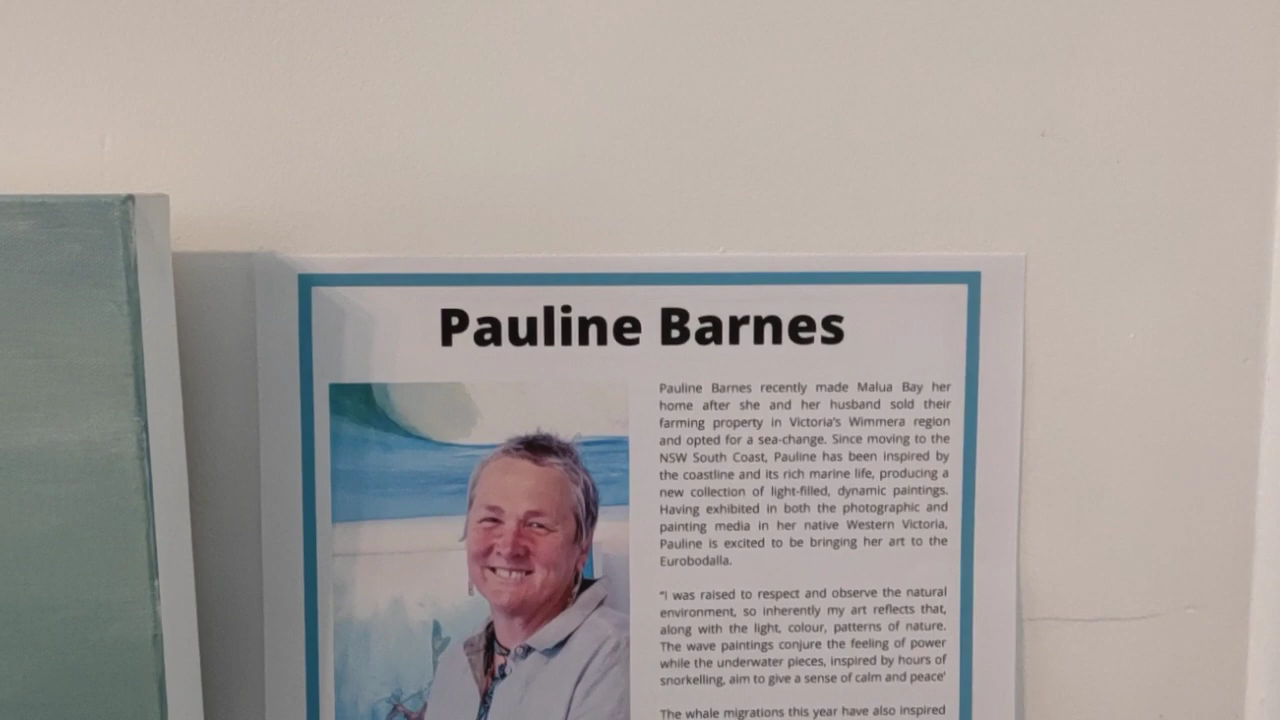 Pauline Barnes
Pauline Barnes recently made Malua Bay her
home after she and her husband sold their
farming property in Victoria's Wimmera region
and opted for a sea-change. Since moving to the
NSW South Coast, Pauline has been inspired by
the coastline and its rich marine life, producing a
new collection of light-filled, dynamic paintings.
Having exhibited in both the photographic and
painting media in her native Western Victoria,
Pauline is excited to be bringing her art to the
Eurobodalla.
"I was raised to respect and observe the natural
environment, so inherently my art reflects that,
along with the light, colour, patterns of nature.
The wave paintings conjure the feeling of power
while the underwater pieces, inspired by hours of
snorkelling, aim to give a sense of calm and peace'
The whale migrations this year have also inspired